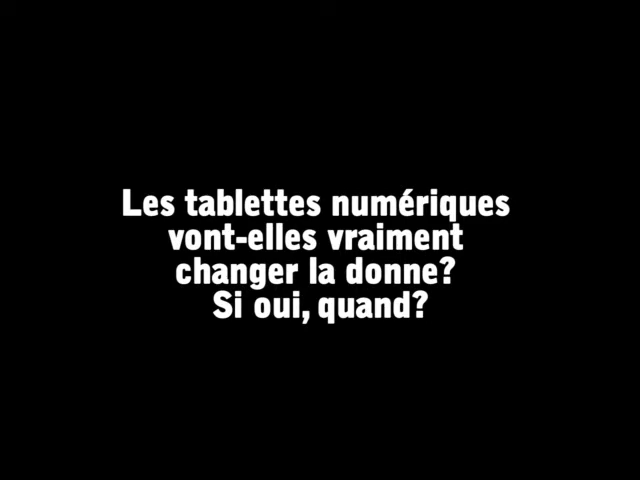 Les tablettes numériques
vont-elles vraiment
changer la donne?
Si oui, quand?